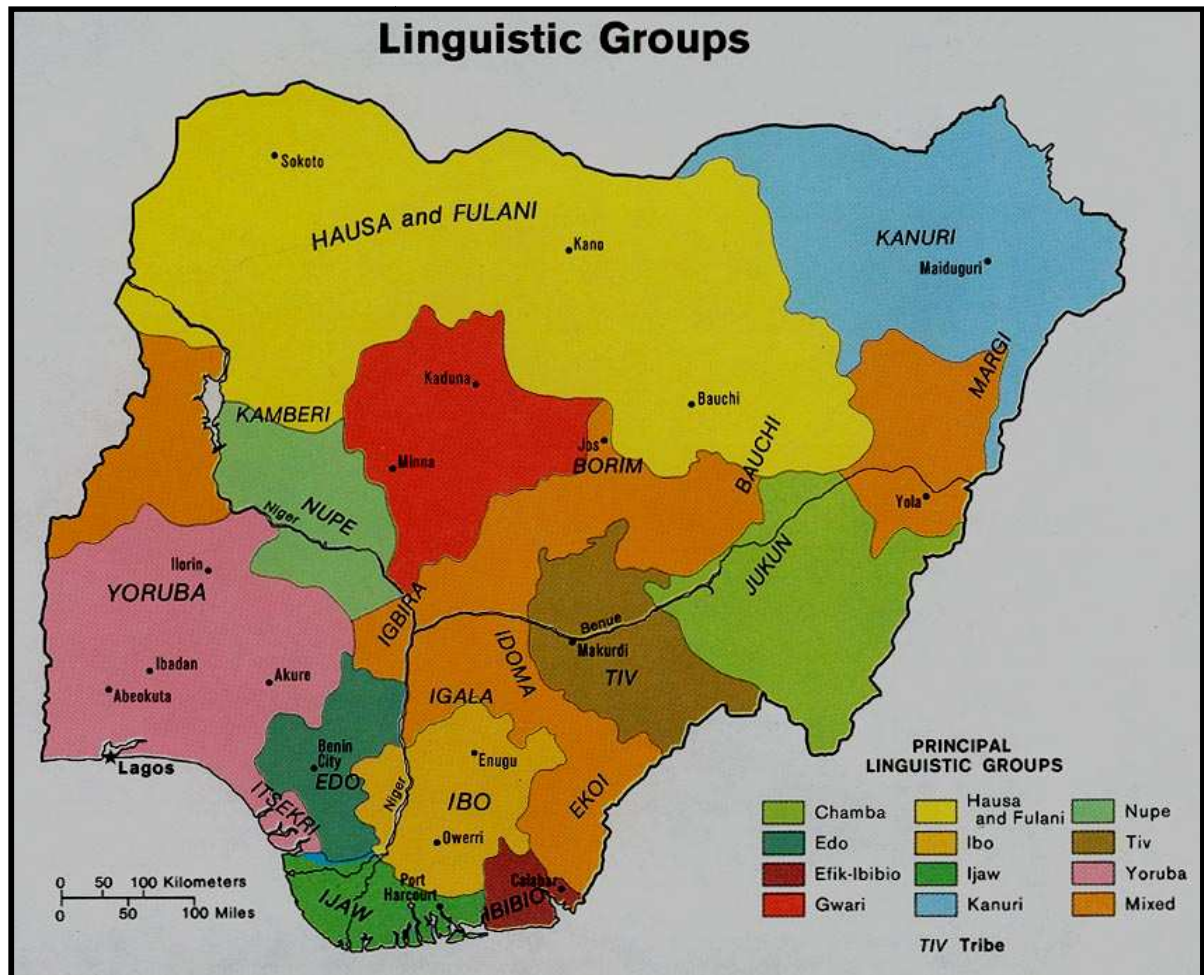 Linguistic Groups
Sokoto
HAUSA and FULANI
Kano
KANURI
Maiduguri
MARGI
Kaduna
Bauchi
KAMBERI
Jos
BORIM
BAUCHI
Minna
Yola
NUPE
Niger
Ilorin
JUKUN
YORUBA
IGBIRA
Benue
IDOMA
Makurdi
TIV
Ibadan
Akure
Abeokuta
IGALA
Lagos
Benin
City
EDO
Enugu
Niger
IBO
EKOI
ITSEKRI
Owerri
Port
Harcourt
Calabar
IJAW
IBIBIO
PRINCIPAL
LINGUISTIC GROUPS
Chamba
Edo
Efik-Ibibio
Gwari
Hausa
and Fulani
Ibo
Ijaw
Kanuri
Nupe
Tiv
Yoruba
Mixed
TIV Tribe
0 50 100 Kilometers
0 50 100 Miles